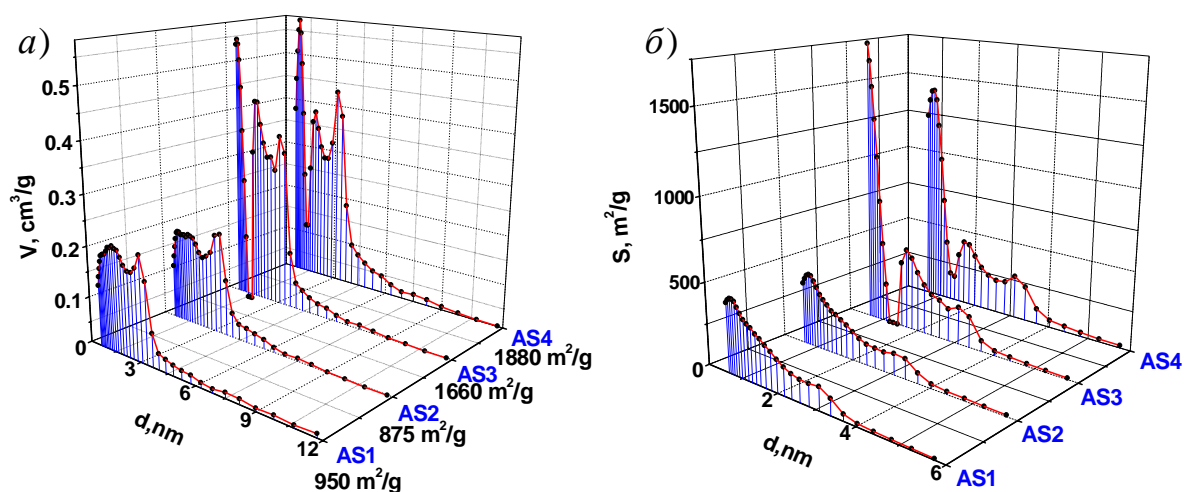 а)
V, cm³/g
0.5
0.4
0.3
0.2
0.1
0
3
6
9
12
d,nm
AS4
1880 m²/g
AS3
1660 m²/g
AS2
875 m²/g
AS1
950 m²/g
б)
S, m²/g
1500
1000
500
0
2
4
6
d,nm
AS4
AS3
AS2
AS1